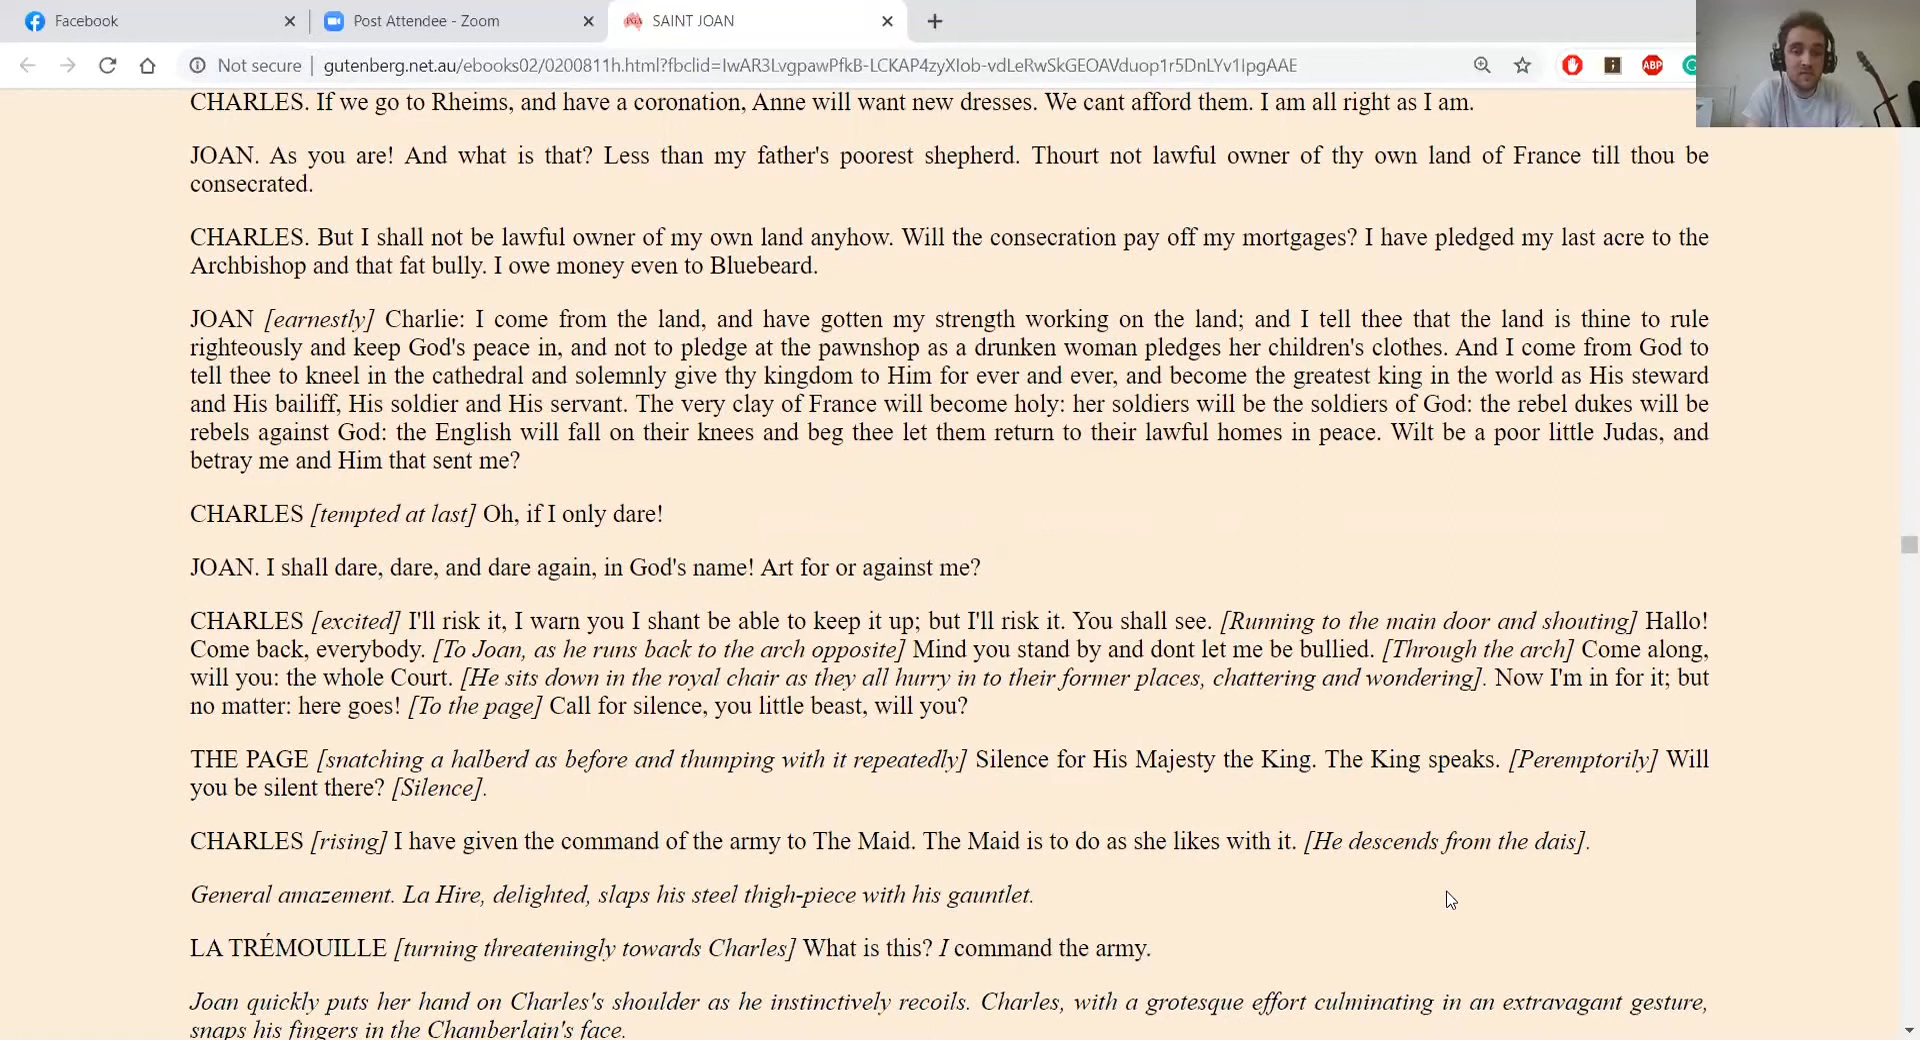 Facebook
Post Attendee - Zoom
SAINT JOAN
Not secure | gutenberg.net.au/ebooks02/0200811h.html?fbclid=IwAR3LvgpawPfkB-LCKAP4zyXIob-vdLeRwSkGEOAVduop1r5DnLYv1IpgAAE
ABP
CHARLES. If we go to Rheims, and have a coronation, Anne will want new dresses. We cant afford them. I am all right as I am.
JOAN. As you are! And what is that? Less than my father's poorest shepherd. Thourt not lawful owner of thy own land of France till thou be
consecrated.
CHARLES. But I shall not be lawful owner of my own land anyhow. Will the consecration pay off my mortgages? I have pledged my last acre to the
Archbishop and that fat bully. I owe money even to Bluebeard.
JOAN [earnestly] Charlie: I come from the land, and have gotten my strength working on the land; and I tell thee that the land is thine to rule
righteously and keep God's peace in, and not to pledge at the pawnshop as a drunken woman pledges her children's clothes. And I come from God to
tell thee to kneel in the cathedral and solemnly give thy kingdom to Him for ever and ever, and become the greatest king in the world as His steward
and His bailiff, His soldier and His servant. The very clay of France will become holy: her soldiers will be the soldiers of God: the rebel dukes will be
rebels against God: the English will fall on their knees and beg thee let them return to their lawful homes in peace. Wilt be a poor little Judas, and
betray me and Him that sent me?
CHARLES [tempted at last] Oh, if I only dare!
JOAN. I shall dare, dare, and dare again, in God's name! Art for or against me?
CHARLES [excited] I'll risk it, I warn you I shant be able to keep it up; but I'll risk it. You shall see. [Running to the main door and shouting] Hallo!
Come back, everybody. [To Joan, as he runs back to the arch opposite] Mind you stand by and dont let me be bullied. [Through the arch] Come along,
will you: the whole Court. [He sits down in the royal chair as they all hurry in to their former places, chattering and wondering]. Now I'm in for it; but
no matter: here goes! [To the page] Call for silence, you little beast, will you?
THE PAGE [snatching a halberd as before and thumping with it repeatedly] Silence for His Majesty the King. The King speaks. [Peremptorily] Will
you be silent there? [Silence].
CHARLES [rising] I have given the command of the army to The Maid. The Maid is to do as she likes with it. [He descends from the dais].
General amazement. La Hire, delighted, slaps his steel thigh-piece with his gauntlet.
LA TRÉMOUILLE [turning threateningly towards Charles] What is this? I command the army.
Joan quickly puts her hand on Charles's shoulder as he instinctively recoils. Charles, with a grotesque effort culminating in an extravagant gesture,
snaps his fingers in the Chamberlain's face.